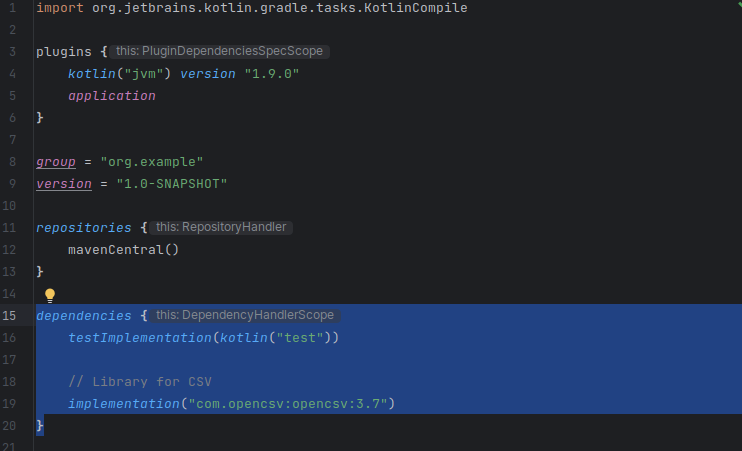 1 import org.jetbrains.kotlin.gradle.tasks.KotlinCompile
2
3 plugins { this: PluginDependenciesSpecScope
4     kotlin("jvm") version "1.9.0"
5     application
6 }
7
8 group = "org.example"
9 version = "1.0-SNAPSHOT"
10
11 repositories { this: RepositoryHandler
12     mavenCentral()
13 }
14
15 dependencies { this: DependencyHandlerScope
16     testImplementation(kotlin("test"))
17
18     // Library for CSV
19     implementation("com.opencsv:opencsv:3.7")
20 }
21